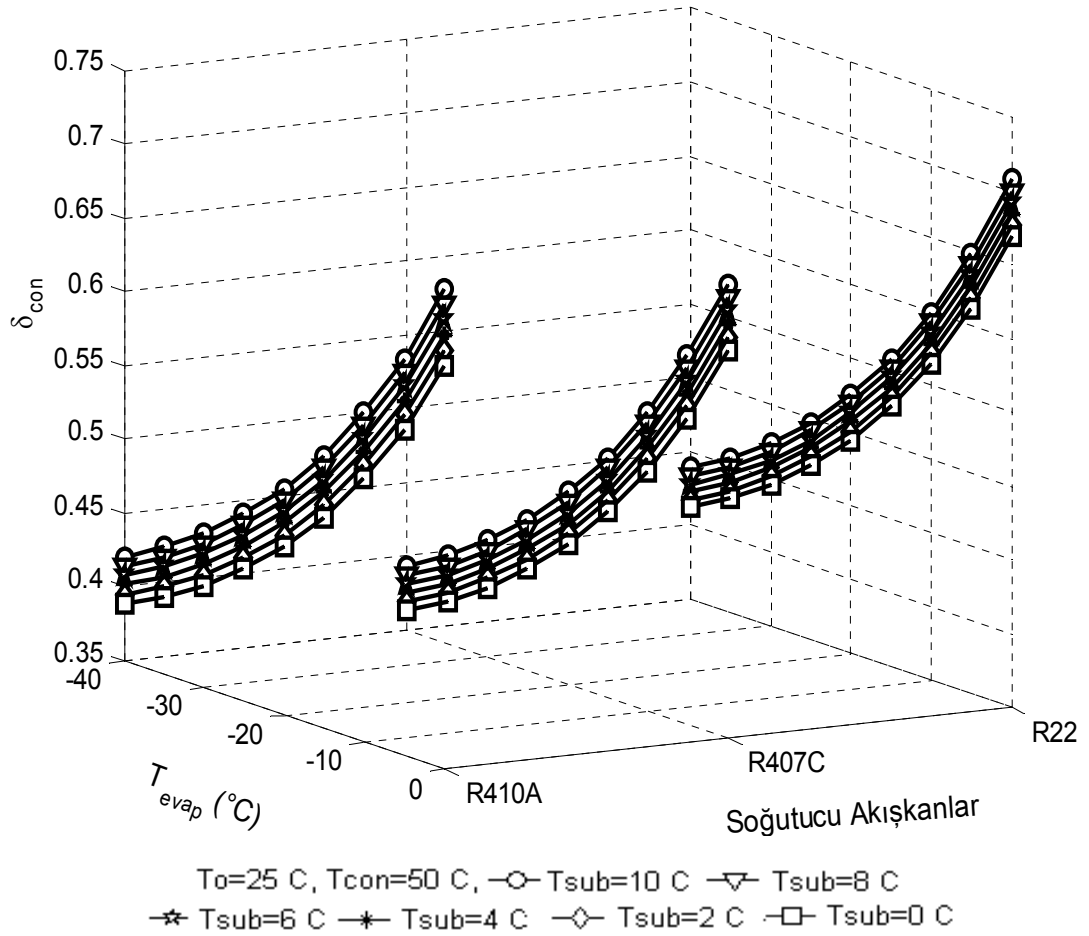 0.75
0.7
0.65
0.6
0.55
0.5
0.45
0.4
0.35
δcon
-40
-30
-20
-10
0
Tevap (°C)
R410A
R407C
R22
Soğutucu Akışkanlar
To=25 C, Tcon=50 C, Tsub=10 C Tsub=8 C
Tsub=6 C Tsub=4 C Tsub=2 C Tsub=0 C